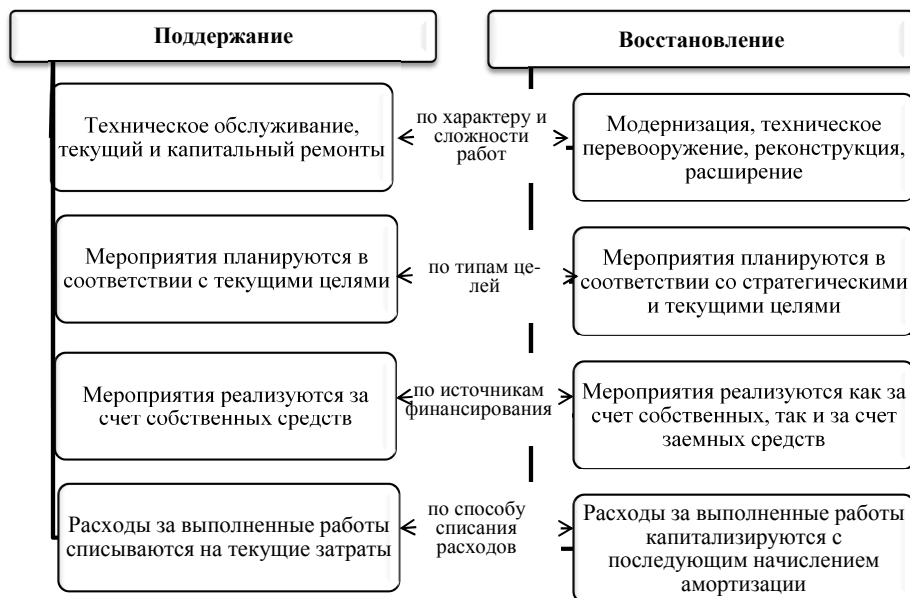 Поддержание
Восстановление
Техническое обслуживание,
текущий и капитальный ремонты
по характеру и
сложности
работ
Модернизация, техническое
перевооружение, реконструкция,
расширение
Мероприятия планируются в
соответствии с текущими целями
по типам це-
лей
Мероприятия планируются в
соответствии со стратегическими
и текущими целями
Мероприятия реализуются за
счет собственных средств
по источникам
финансирования
Мероприятия реализуются как за
счет собственных, так и за счет
заемных средств
Расходы за выполненные работы
списываются на текущие затраты
по способу
списания
расходов
Расходы за выполненные работы
капитализируются с
последующим начислением
амортизации